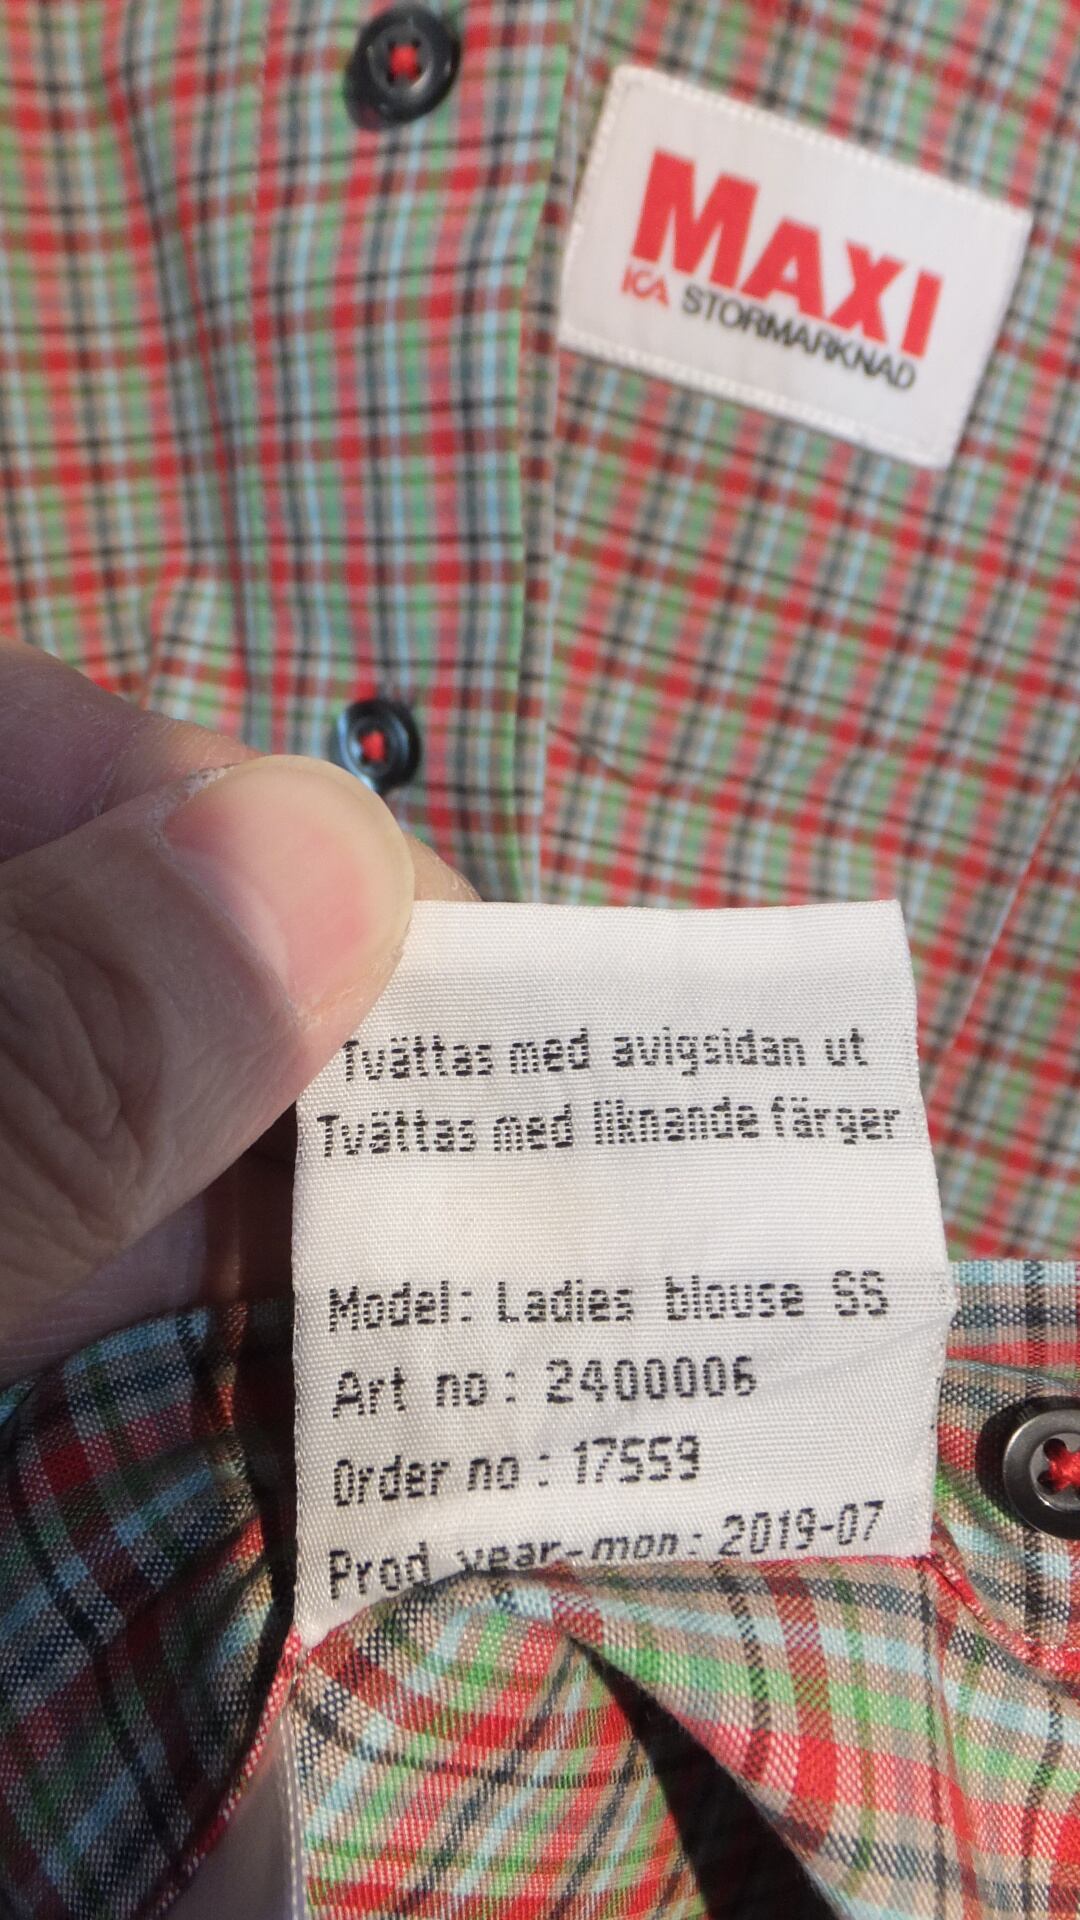 MAXI
ICA STORMARKNAD
Tvättas med avigsidan ut
Tvättas med liknande färger
Model: Ladies blouse SS
Art no: 2400006
Order no: 17559
Prod year-mon: 2019-07